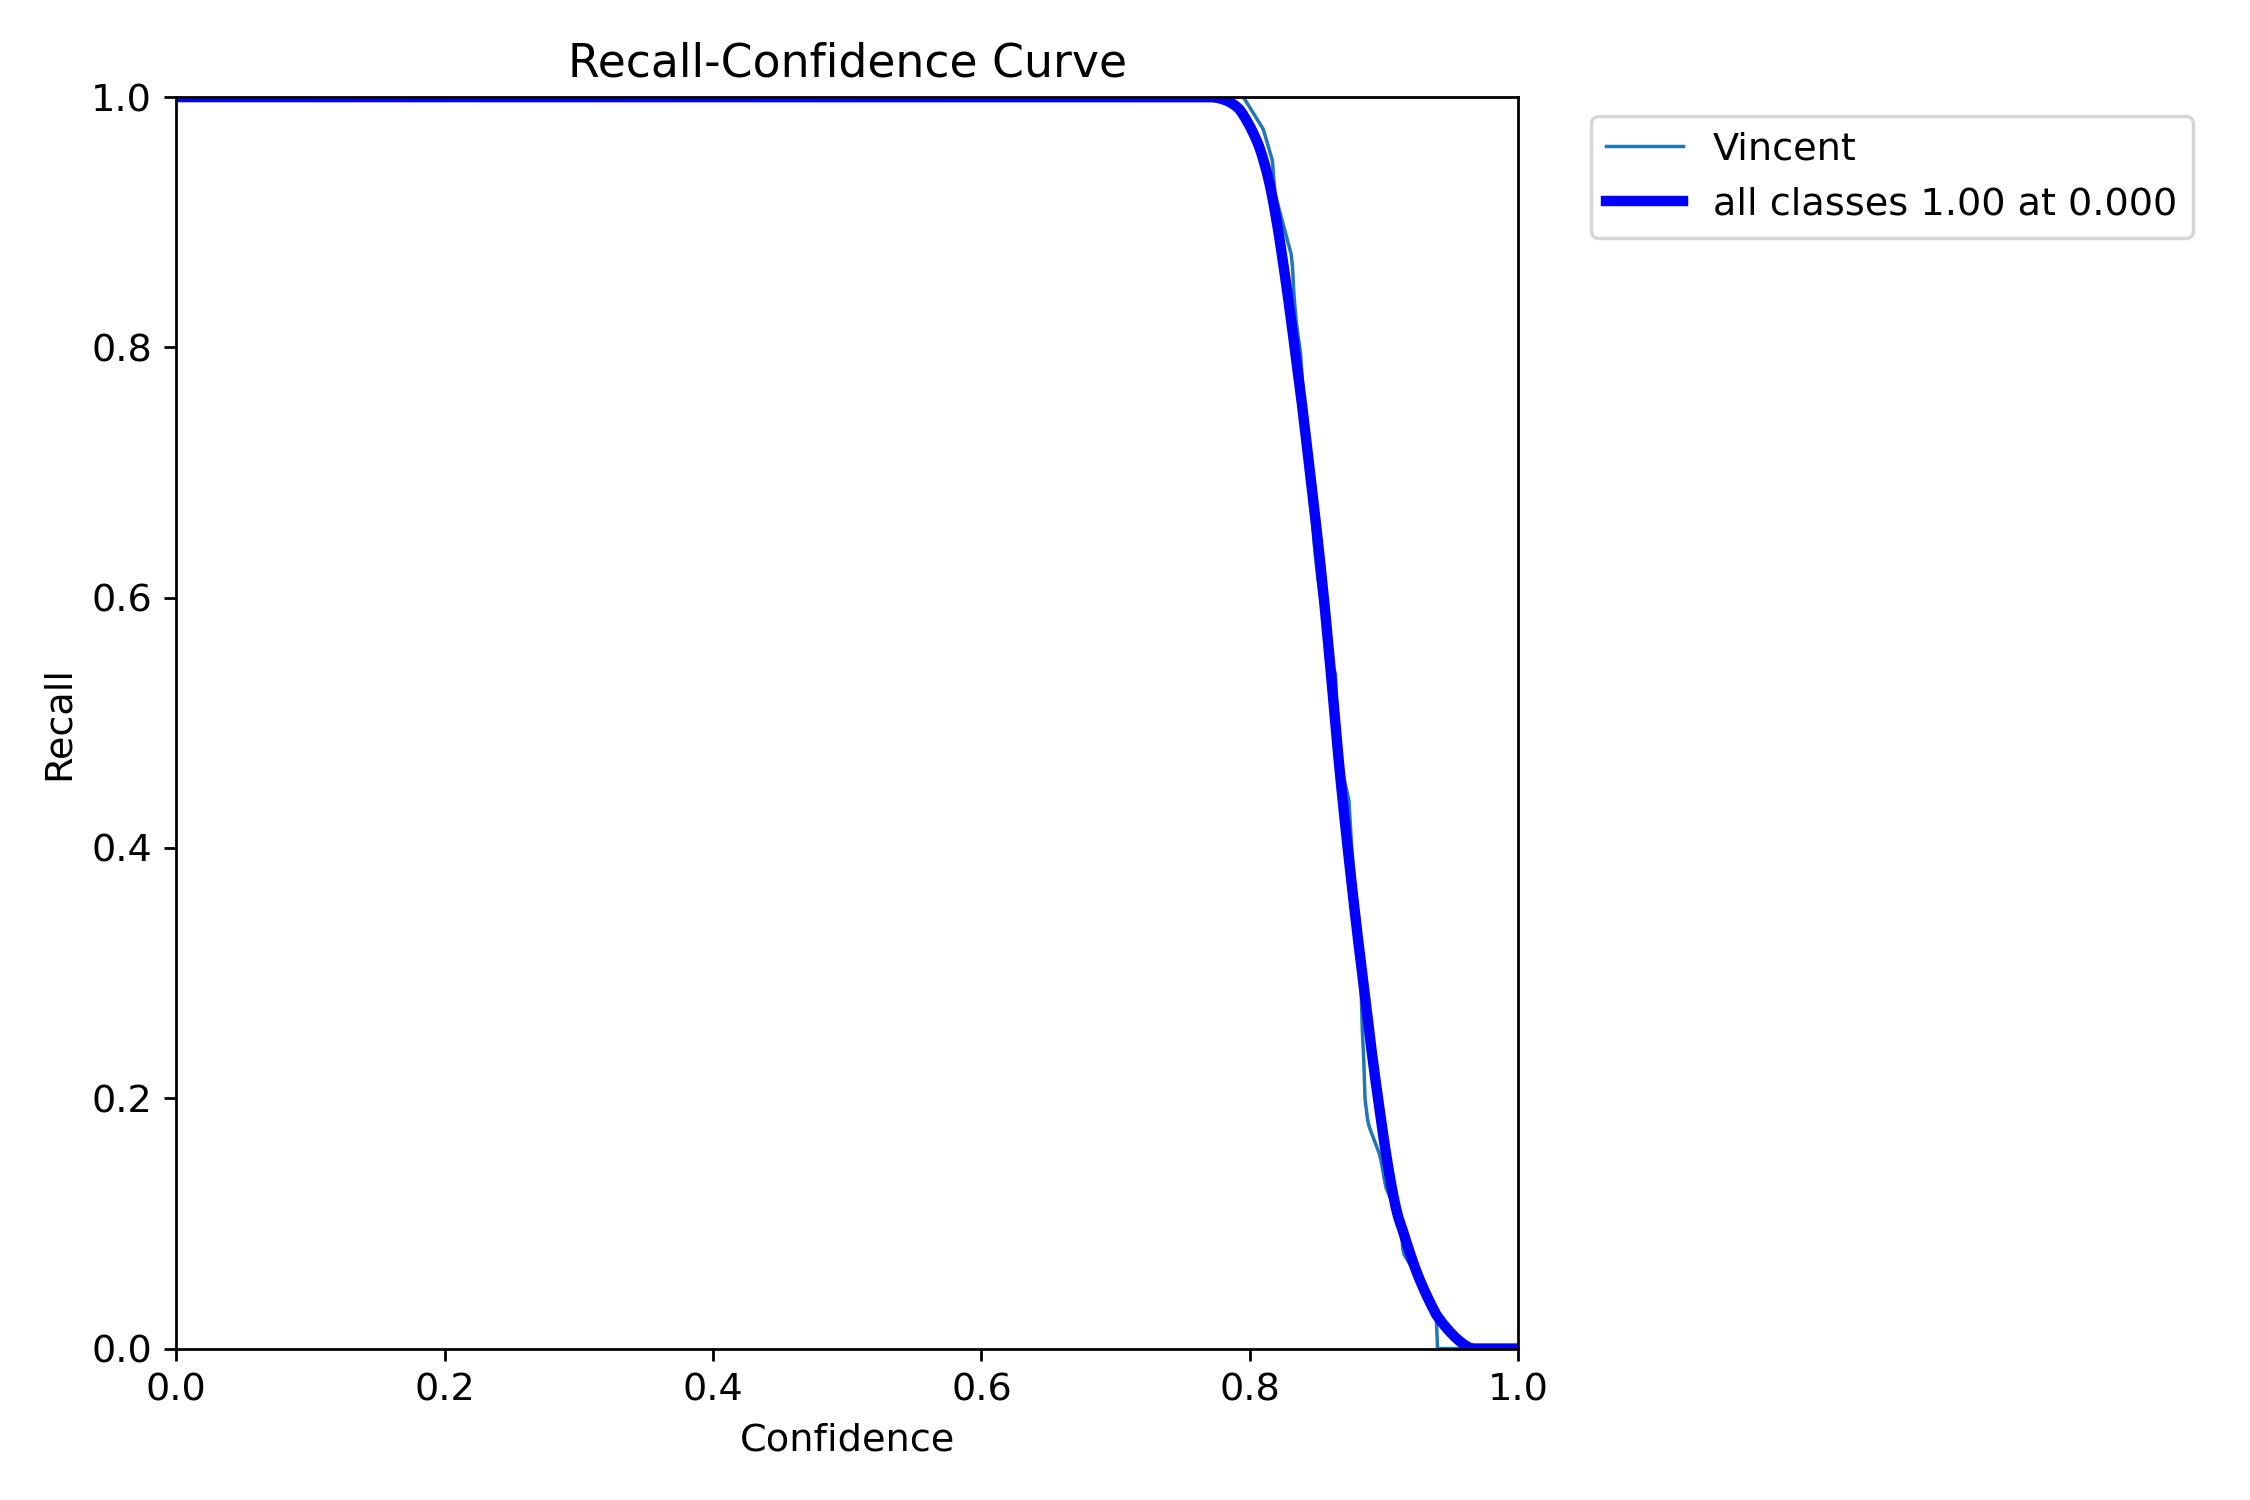 Recall-Confidence Curve
1.0
0.8
0.6
0.4
0.2
0.0
Recall
0.0 0.2 0.4 0.6 0.8 1.0
Confidence
Vincent
all classes 1.00 at 0.000